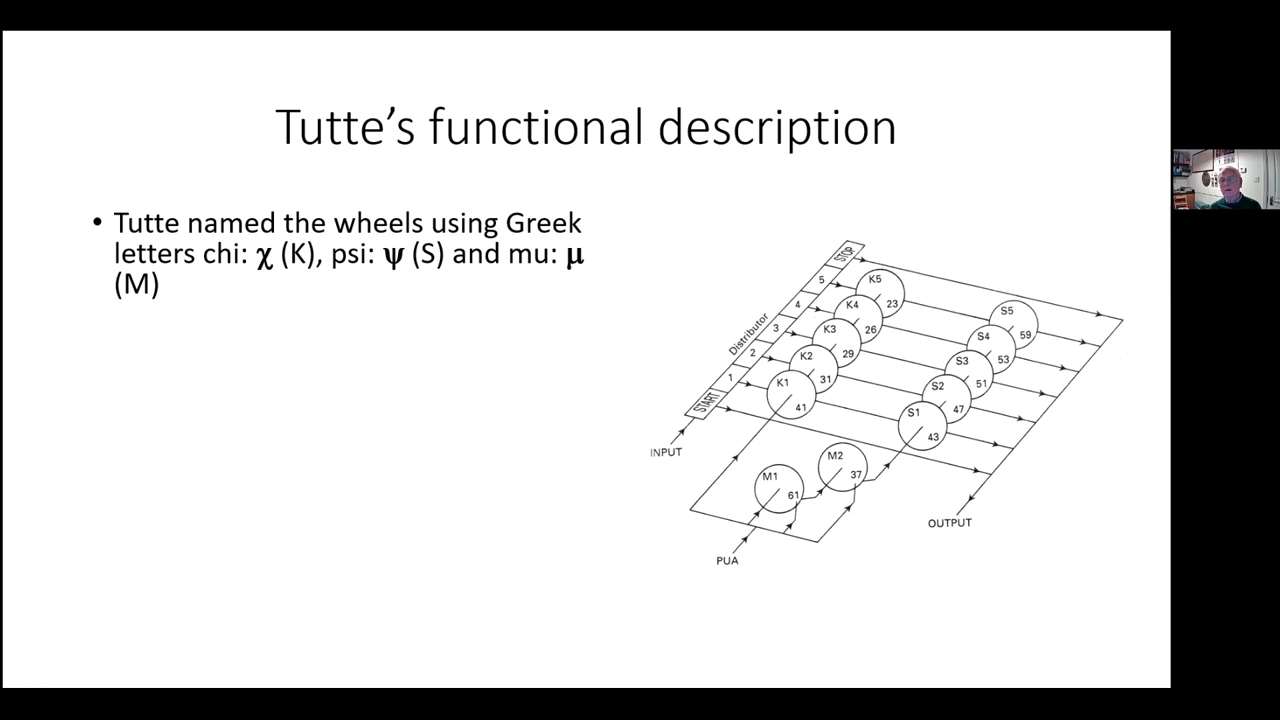 Tutte's functional description
• Tutte named the wheels using Greek
letters chi: χ (K), psi: ψ (S) and mu: μ
(M)
STOP
5
4
3
2
1
START
Distributor
INPUT
K5
23
K4
26
K3
29
K2
31
K1
41
S5
59
S4
53
S3
51
S2
47
S1
43
M2
37
M1
61
OUTPUT
PUA